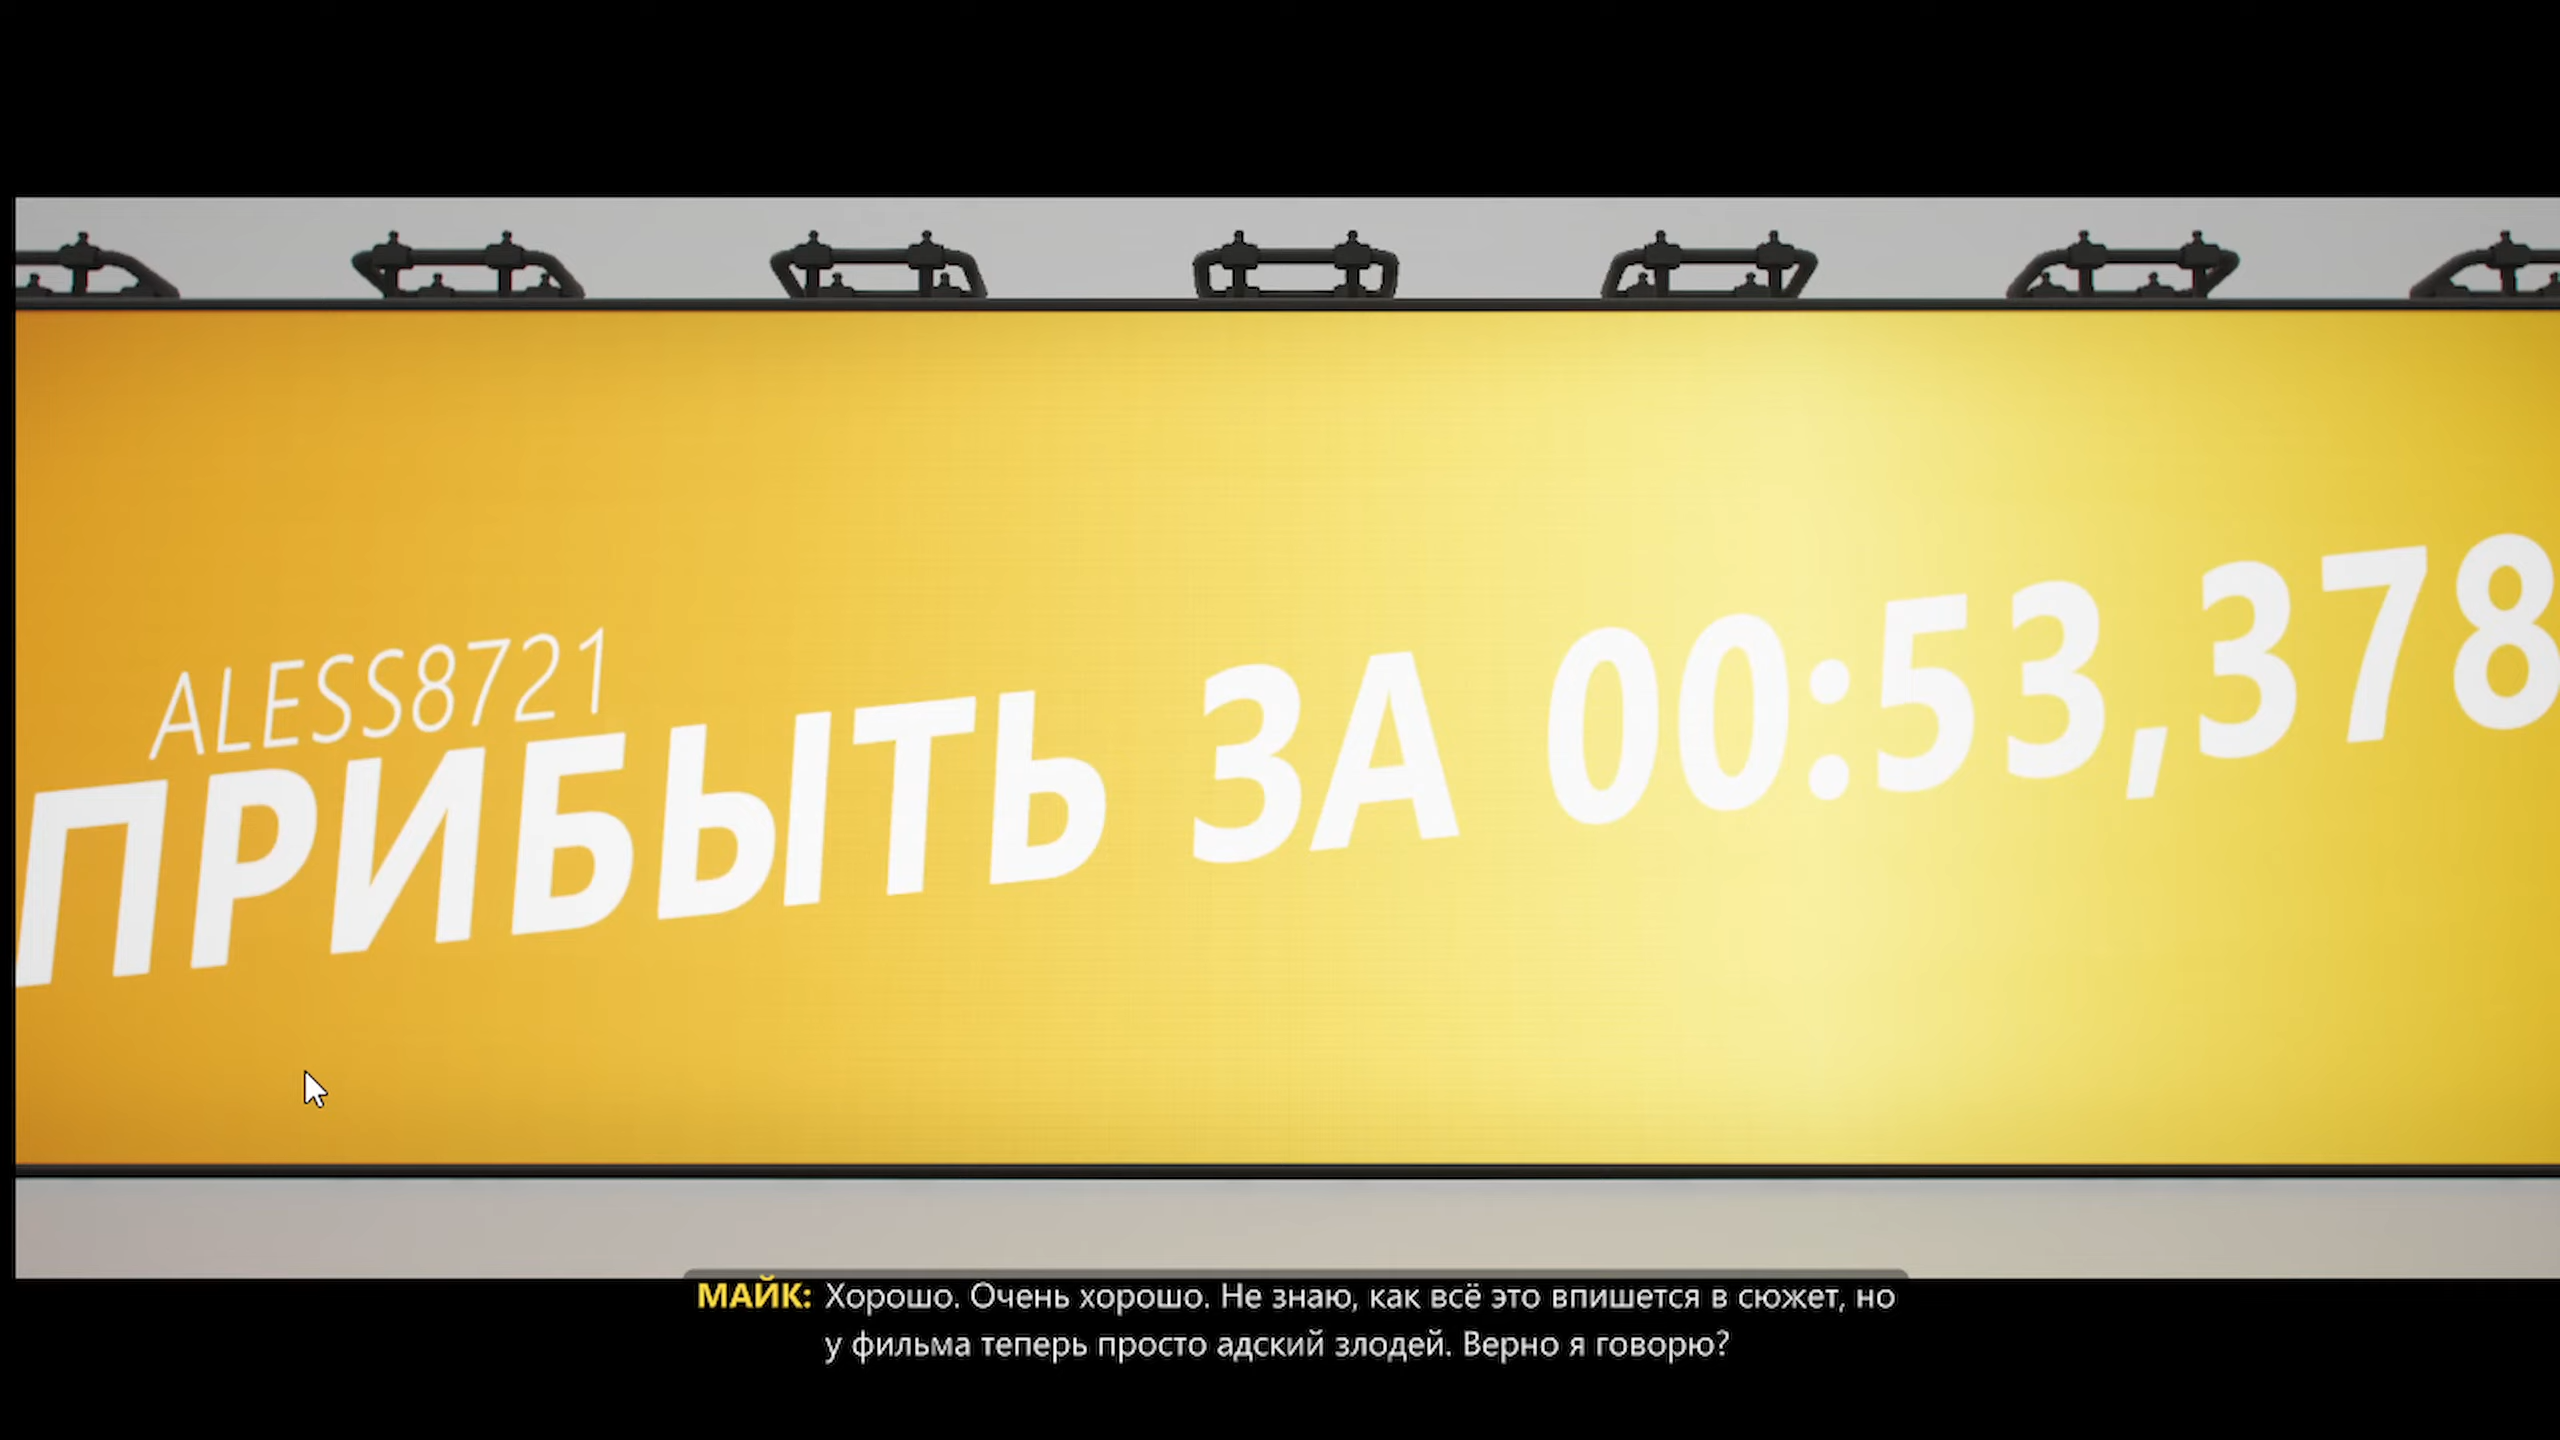 ALESS8721
ПРИБЫТЬ ЗА 00:53,378
МАЙК: Хорошо. Очень хорошо. Не знаю, как всё это впишется в сюжет, но
у фильма теперь просто адский злодей. Верно я говорю?